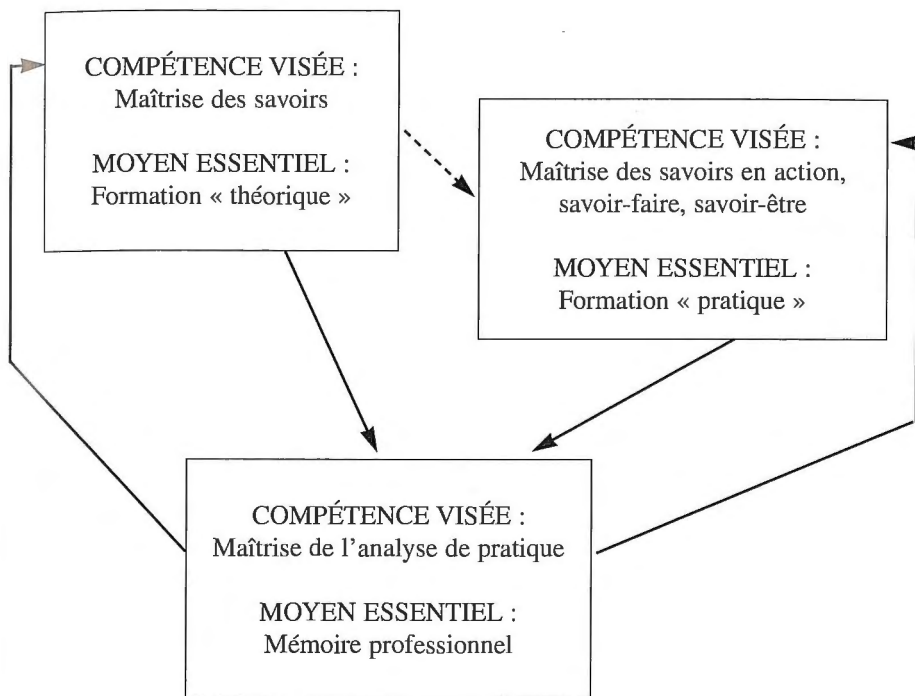 COMPÉTENCE VISÉE :
Maîtrise des savoirs
MOYEN ESSENTIEL :
Formation « théorique »
COMPÉTENCE VISÉE :
Maîtrise des savoirs en action,
savoir-faire, savoir-être
MOYEN ESSENTIEL :
Formation « pratique »
COMPÉTENCE VISÉE :
Maîtrise de l'analyse de pratique
MOYEN ESSENTIEL :
Mémoire professionnel